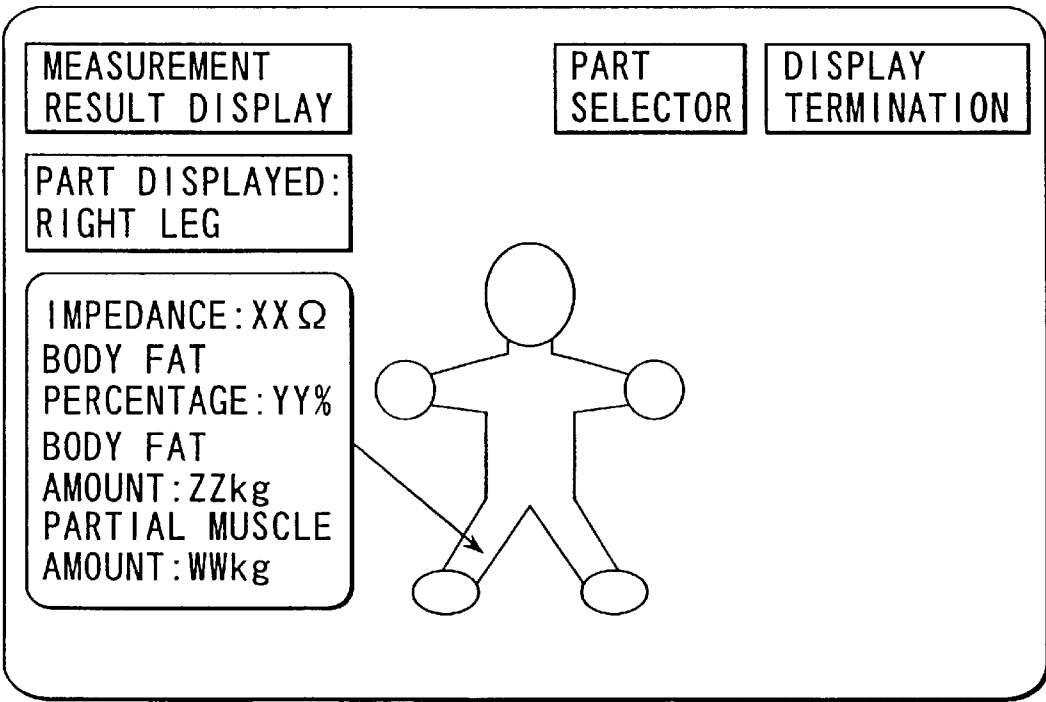 MEASUREMENT
RESULT DISPLAY
PART
SELECTOR
DISPLAY
TERMINATION
PART DISPLAYED:
RIGHT LEG
IMPEDANCE:XXΩ
BODY FAT
PERCENTAGE:YY%
BODY FAT
AMOUNT:ZZkg
PARTIAL MUSCLE
AMOUNT:WWkg